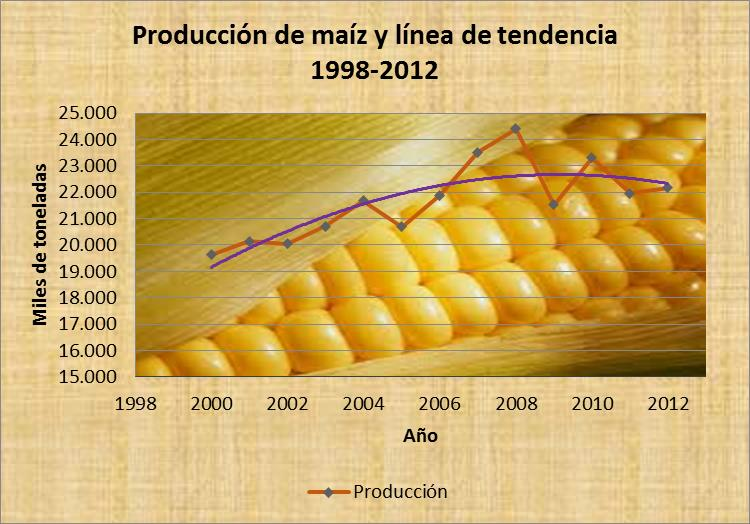 Producción de maíz y línea de tendencia
1998-2012
Miles de toneladas
25.000
24.000
23.000
22.000
21.000
20.000
19.000
18.000
17.000
16.000
15.000
1998 2000 2002 2004 2006 2008 2010 2012
Año
Producción